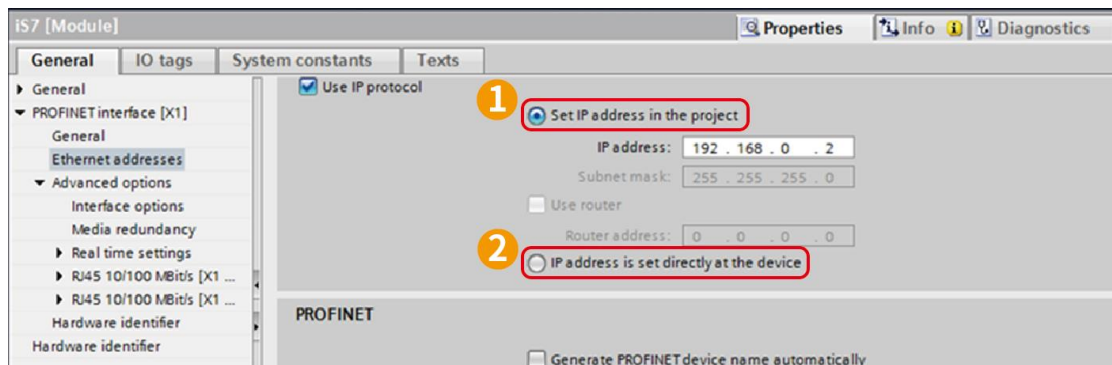 iS7 [Module]
Properties
Info
Diagnostics
General
IO tags
System constants
Texts
General
PROFINET interface [X1]
General
Ethernet addresses
Advanced options
Interface options
Media redundancy
Real time settings
RJ45 10/100 MBit/s [X1 ...
RJ45 10/100 MBit/s [X1 ...
Hardware identifier
Hardware identifier
Use IP protocol
1
Set IP address in the project
IP address: 192 . 168 . 0 . 2
Subnet mask: 255 . 255 . 255 . 0
Use router
Router address: 0 . 0 . 0 . 0
2
IP address is set directly at the device
PROFINET
Generate PROFINET device name automatically